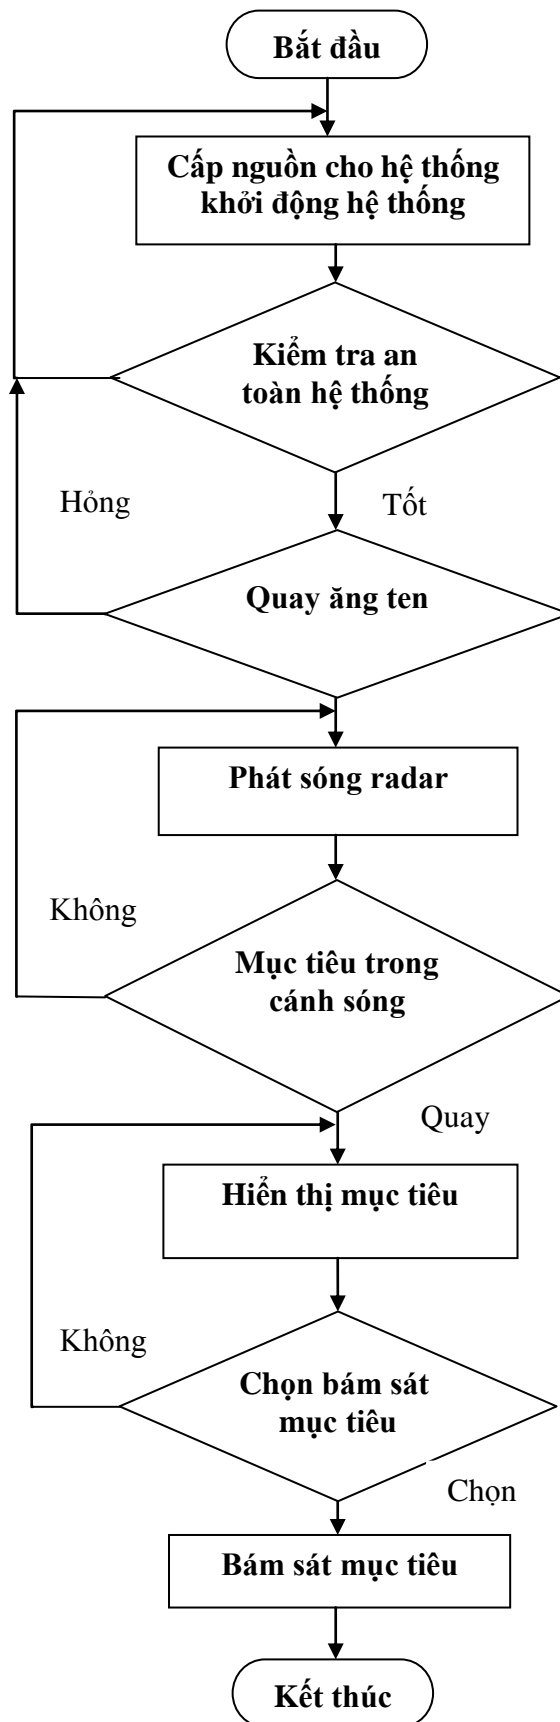 Bắt đầu
Cấp nguồn cho hệ thống
khởi động hệ thống
Kiểm tra an
toàn hệ thống
Hỏng
Tốt
Quay ăng ten
Phát sóng radar
Không
Mục tiêu trong
cánh sóng
Quay
Hiển thị mục tiêu
Không
Chọn bám sát
mục tiêu
Chọn
Bám sát mục tiêu
Kết thúc